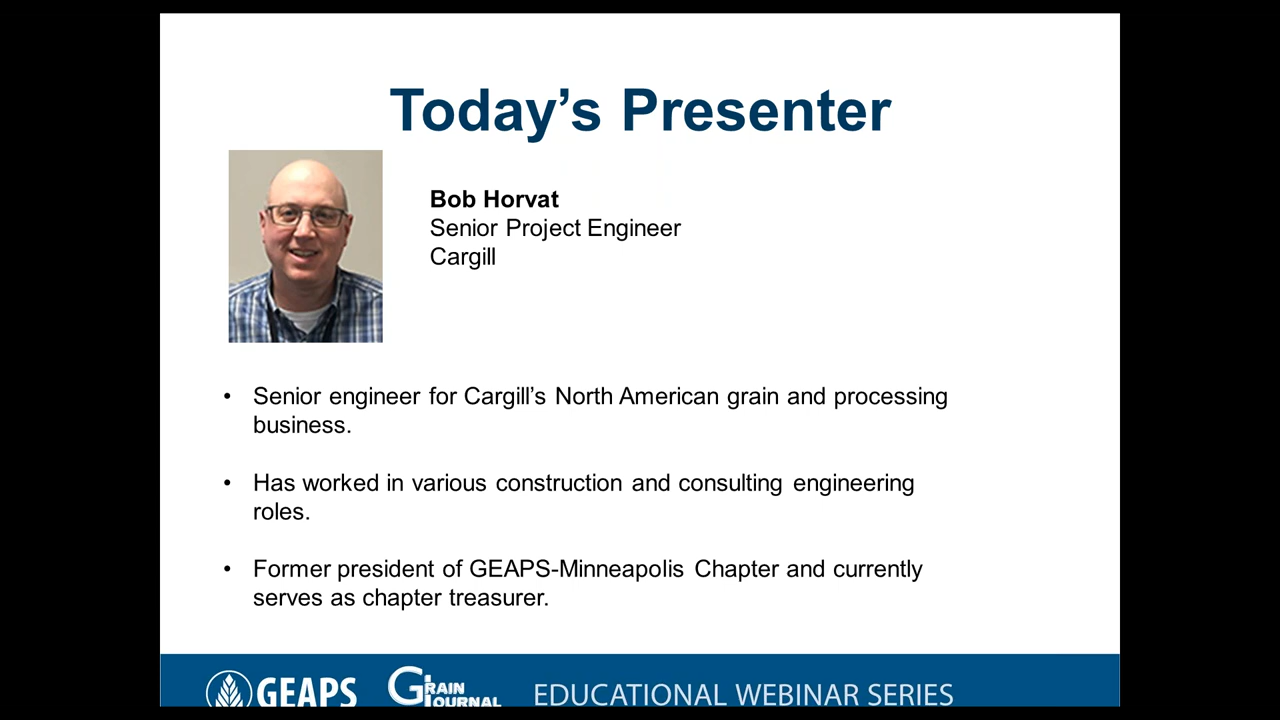 Today’s Presenter
Bob Horvat
Senior Project Engineer
Cargill
• Senior engineer for Cargill’s North American grain and processing
business.
• Has worked in various construction and consulting engineering
roles.
• Former president of GEAPS-Minneapolis Chapter and currently
serves as chapter treasurer.
GEAPS
GRAIN
JOURNAL
EDUCATIONAL WEBINAR SERIES